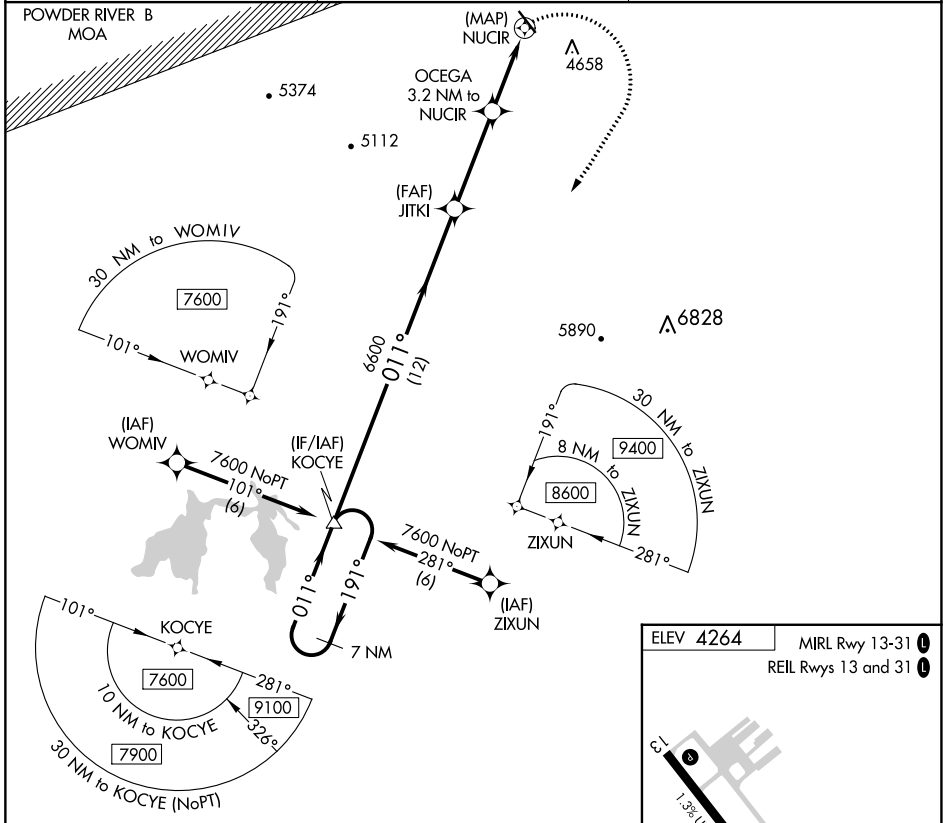 POWDER RIVER B
MOA
(MAP)
NUCIR
4658
OCEGA
3.2 NM to
NUCIR
5374
5112
(FAF)
JITKI
30 NM to WOMIV
7600
191°
101°
WOMIV
6600
011°
(12)
5890
6828
30 NM to ZIXUN
191°
9400
8 NM to ZIXUN
8600
ZIXUN
281°
(IAF)
WOMIV
7600 NoPT
101°
(6)
(IF/IAF)
KOCYE
7600 NoPT
281°
(6)
(IAF)
ZIXUN
011°
191°
7 NM
101°
KOCYE
7600
281°
9100
326°
10 NM to KOCYE
7900
30 NM to KOCYE (NoPT)
ELEV 4264
MIRL Rwy 13-31 L
REIL Rwys 13 and 31 L
13
P
1.3%